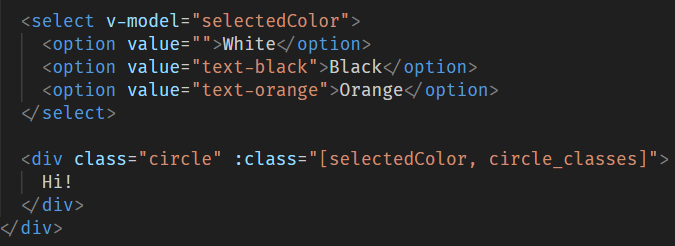 <select v-model="selectedColor">
<option value="">White</option>
<option value="text-black">Black</option>
<option value="text-orange">Orange</option>
</select>
<div class="circle" :class="[selectedColor, circle_classes]">
Hi!
</div>
</div>